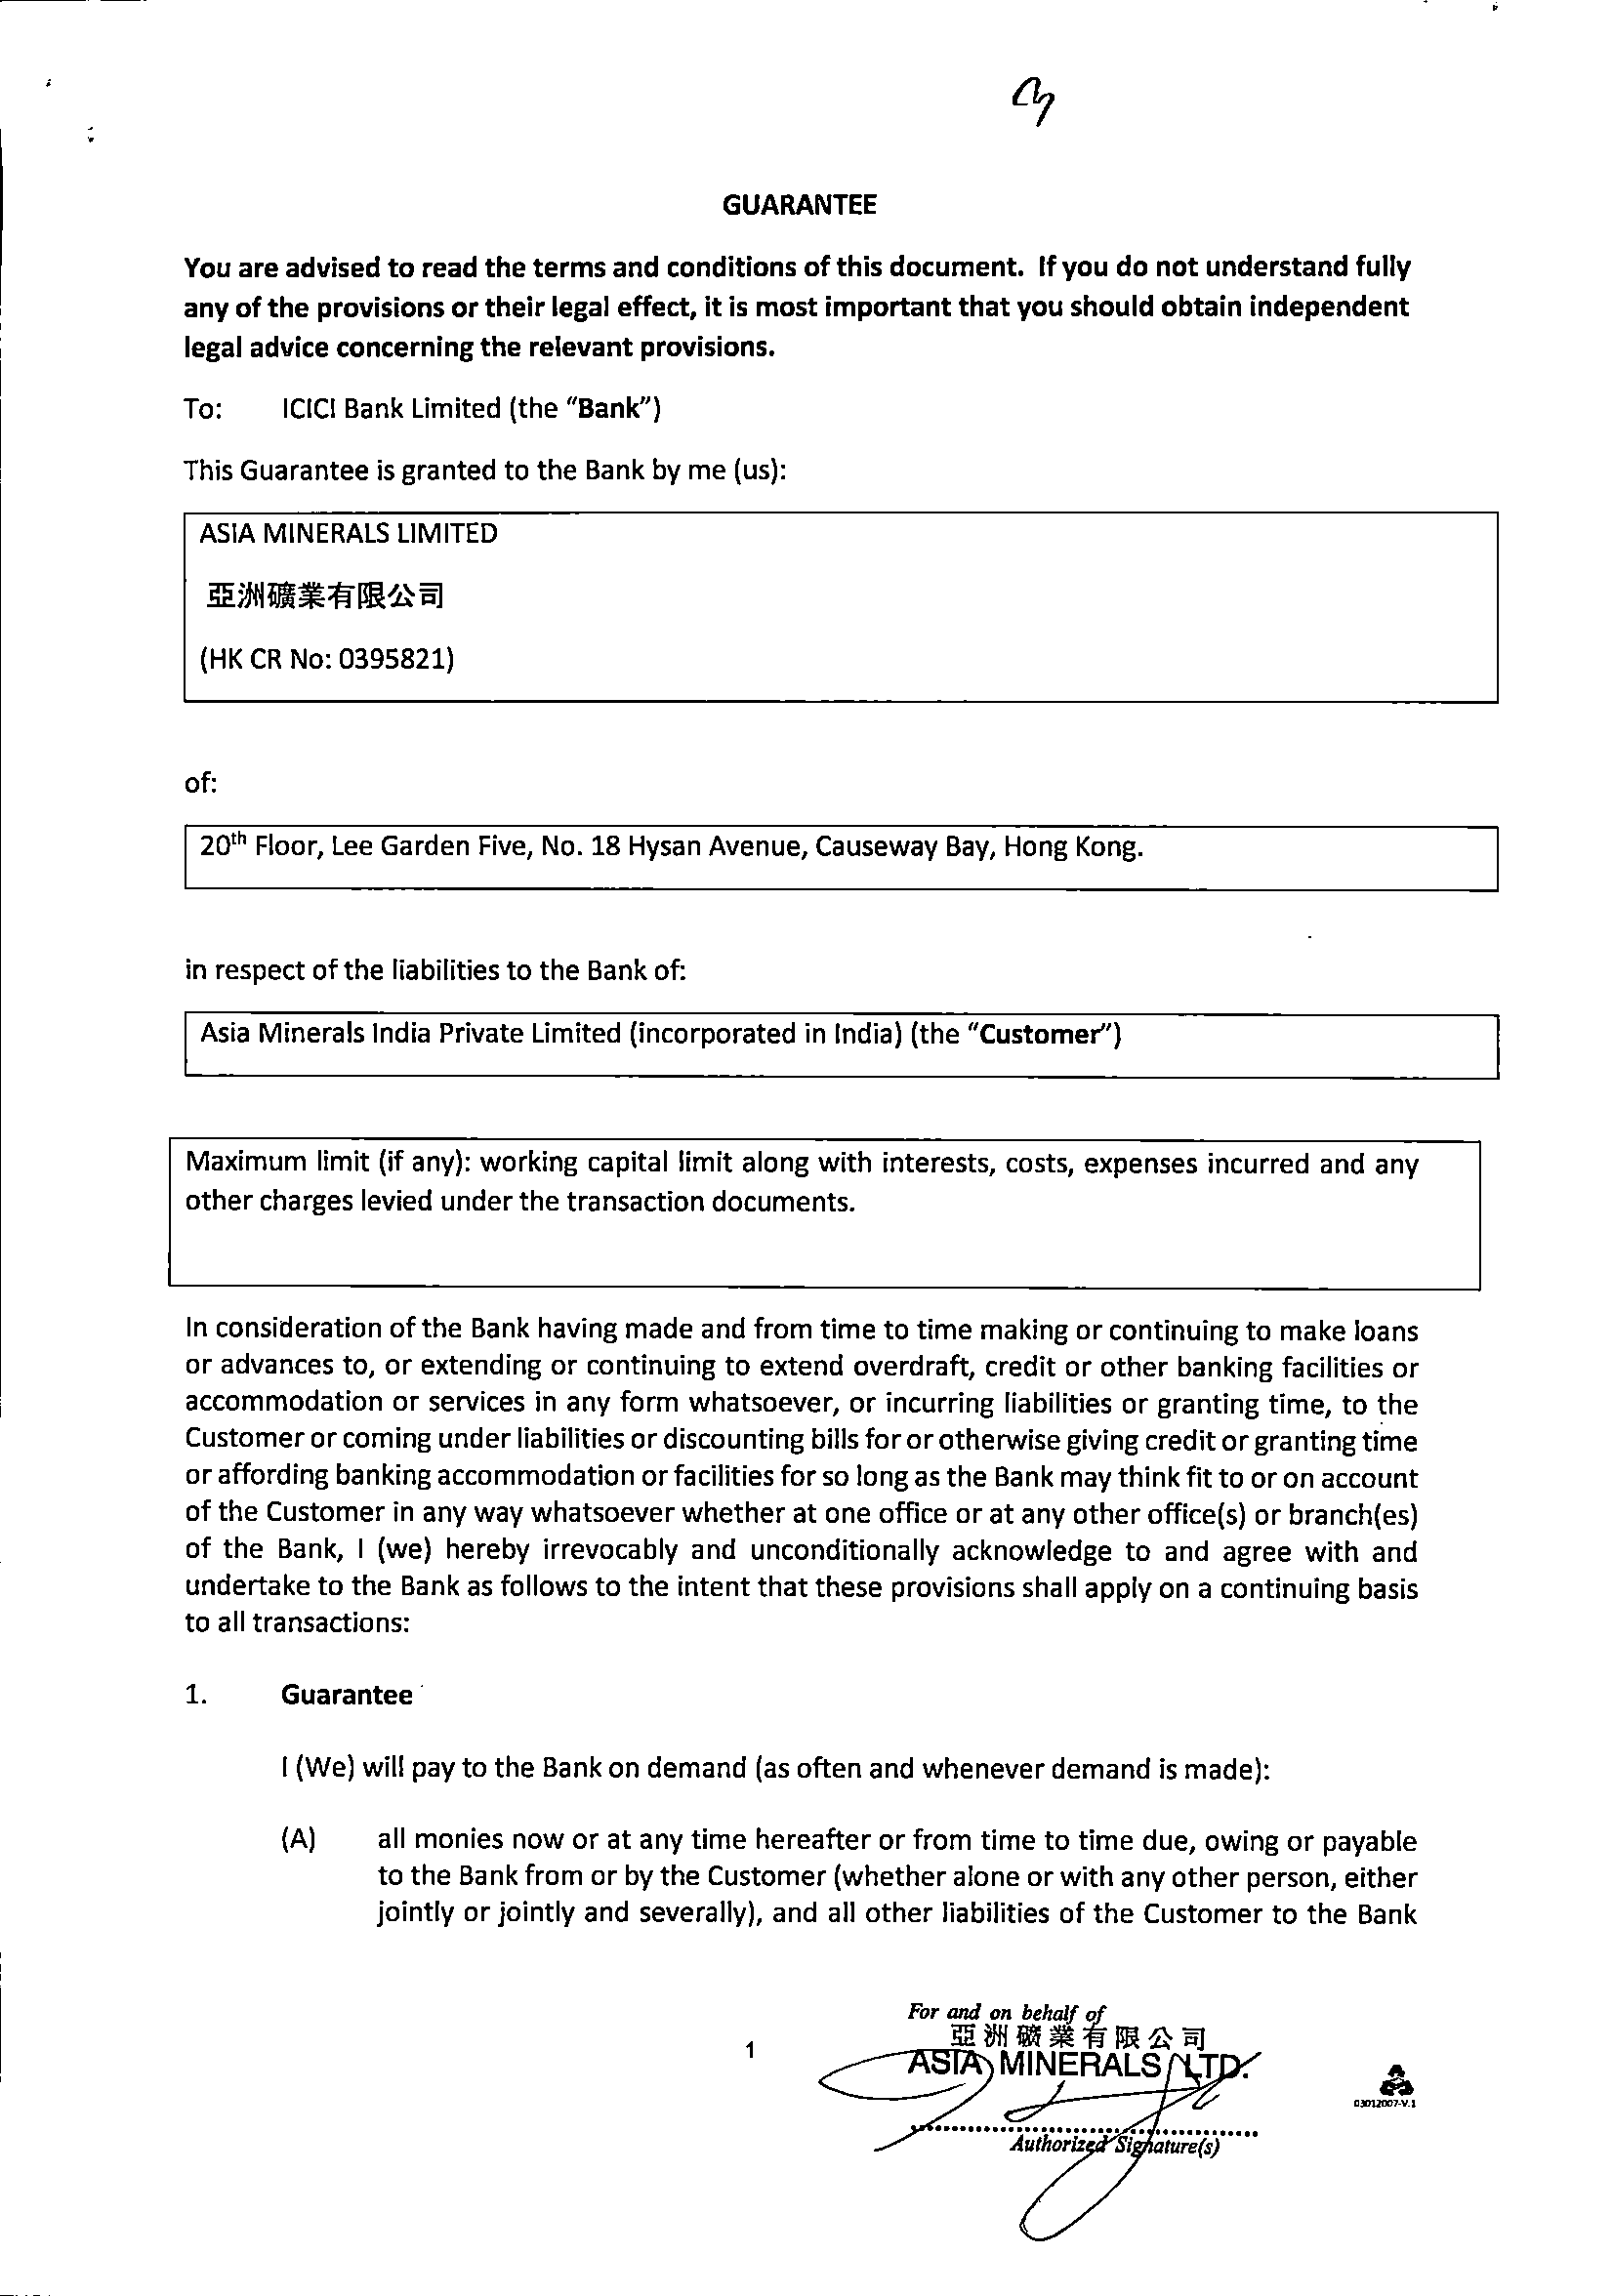 GUARANTEE
You are advised to read the terms and conditions of this document. If you do not understand fully
any of the provisions or their legal effect, it is most important that you should obtain independent
legal advice concerning the relevant provisions.
To: ICICI Bank Limited (the “Bank”)
This Guarantee is granted to the Bank by me (us):
ASIA MINERALS LIMITED
亞洲礦業有限公司
(HK CR No: 0395821)
of:
20th Floor, Lee Garden Five, No. 18 Hysan Avenue, Causeway Bay, Hong Kong.
in respect of the liabilities to the Bank of:
Asia Minerals India Private Limited (incorporated in India) (the “Customer”)
Maximum limit (if any): working capital limit along with interests, costs, expenses incurred and any
other charges levied under the transaction documents.
In consideration of the Bank having made and from time to time making or continuing to make loans
or advances to, or extending or continuing to extend overdraft, credit or other banking facilities or
accommodation or services in any form whatsoever, or incurring liabilities or granting time, to the
Customer or coming under liabilities or discounting bills for or otherwise giving credit or granting time
or affording banking accommodation or facilities for so long as the Bank may think fit to or on account
of the Customer in any way whatsoever whether at one office or at any other office(s) or branch(es)
of the Bank, I (we) hereby irrevocably and unconditionally acknowledge to and agree with and
undertake to the Bank as follows to the intent that these provisions shall apply on a continuing basis
to all transactions:
1. Guarantee
I (We) will pay to the Bank on demand (as often and whenever demand is made):
(A) all monies now or at any time hereafter or from time to time due, owing or payable
to the Bank from or by the Customer (whether alone or with any other person, either
jointly or jointly and severally), and all other liabilities of the Customer to the Bank
For and on behalf of
亞洲礦業有限公司
ASIA MINERALS LTD.
Authorized Signature(s)
1
03012007-V.1